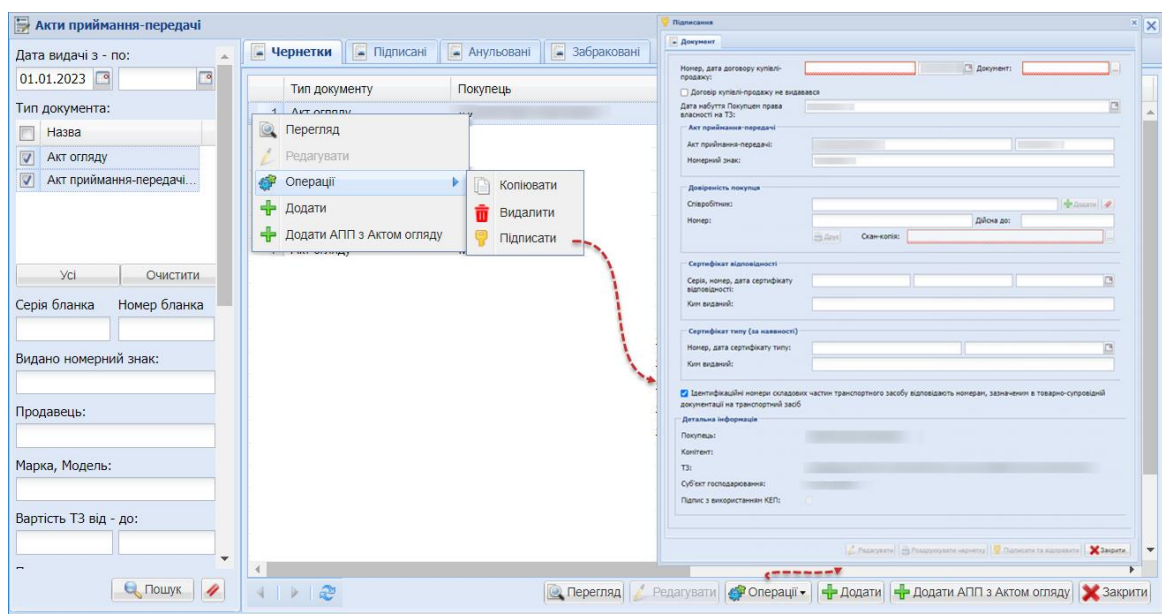 Акти приймання-передачі
Дата видачі з - по:
01.01.2023
Тип документа:
Назва
Акт огляду
Акт приймання-передачі...
Усі
Очистити
Серія бланка
Номер бланка
Видано номерний знак:
Продавець:
Марка, Модель:
Вартість ТЗ від - до:
Пошук
Чернетки
Підписані
Анульовані
Забраковані
Тип документу
Покупець
1 Акт огляду
Перегляд
Редагувати
Операції
Додати
Додати АПП з Актом огляду
Копіювати
Видалити
Підписати
Перегляд
Редагувати
Операції
Додати
Додати АПП з Актом огляду
Закрити
Підписання
Документ
Номер, дата договору купівлі-
продажу:
Документ:
Договір купівлі-продажу не видавався
Дата набуття Покупцем права
власності на ТЗ:
Акт приймання-передачі
Акт приймання-передачі:
Номерний знак:
Довіреність покупця
Співробітник:
Додати
Номер:
Дійсна до:
Друк
Скан-копія:
Сертифікат відповідності
Серія, номер, дата сертифікату
відповідності:
Ким виданий:
Сертифікат типу (за наявності)
Номер, дата сертифікату типу:
Ким виданий:
Ідентифікаційні номери складових частин транспортного засобу відповідають номерам, зазначеним в товарно-супровідній
документації на транспортний засіб
Детальна інформація
Покупець:
Комітент:
ТЗ:
Суб'єкт господарювання:
Підпис з використанням КЕП:
Редагувати
Роздрукувати чернетку
Підписати та відправити
Закрити